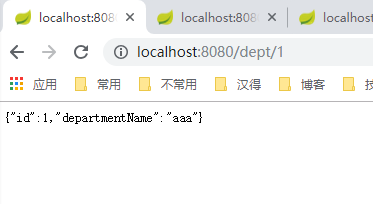 localhost:808 localhost:808 localhost
localhost:8080/dept/1
应用 常用 不常用 汉得 博客
{"id":1,"departmentName":"aaa"}